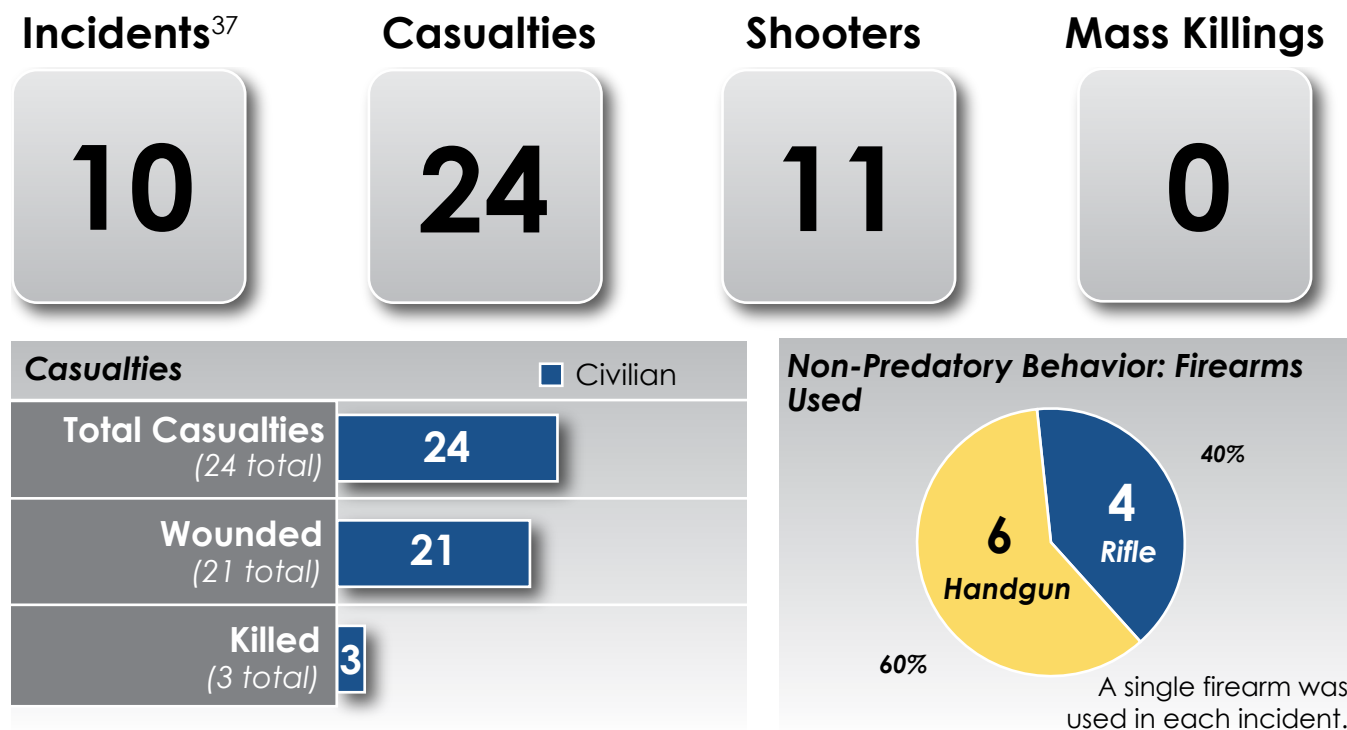 Incidents37
Casualties
Shooters
Mass Killings
10
24
11
0
Casualties
Civilian
Total Casualties
(24 total)
24
Wounded
(21 total)
21
Killed
(3 total)
3
Non-Predatory Behavior: Firearms
Used
40%
4
Rifle
6
Handgun
60%
A single firearm was
used in each incident.